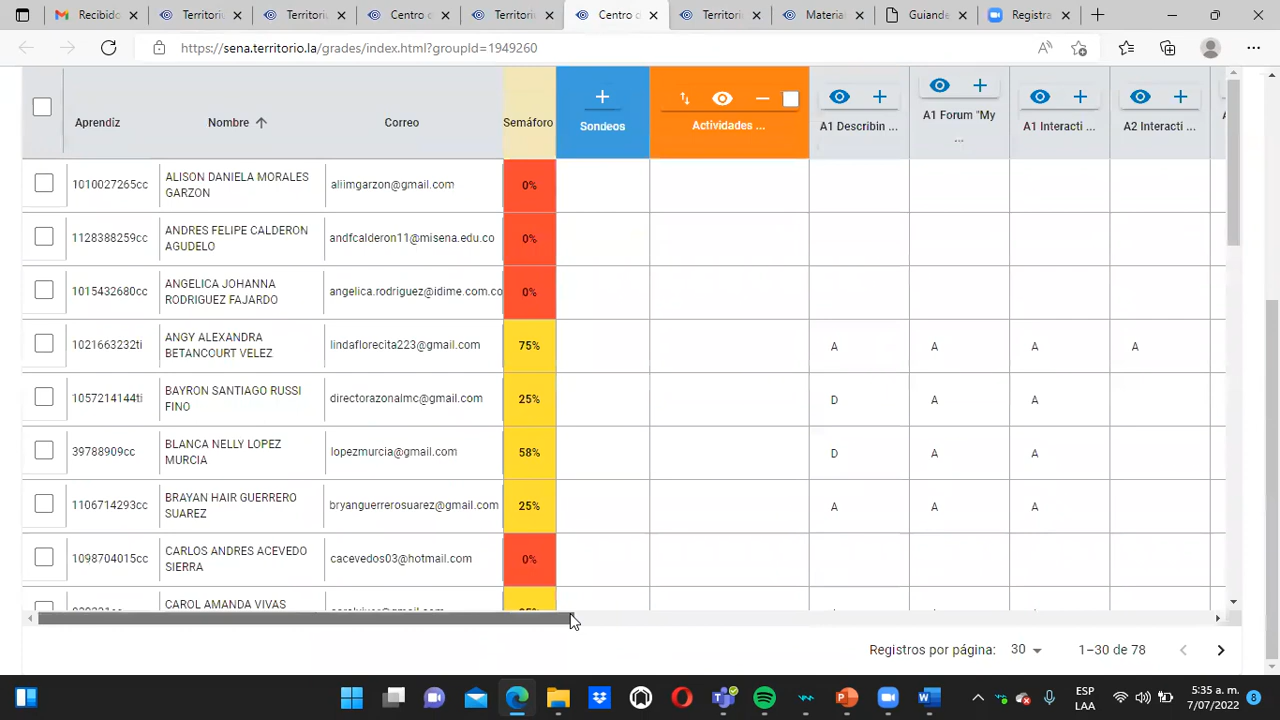 Recibido
Territori
Territori
Centro c
Territori
Centro c
Territori
Material
Guiande
Registra
https://sena.territorio.la/grades/index.html?groupId=1949260
Aprendiz Nombre Correo Semáforo Sondeos Actividades ... A1 Describin ... A1 Forum "My ... A1 Interacti ... A2 Interacti ...
1010027265cc ALISON DANIELA MORALES GARZON aliimgarzon@gmail.com 0%
1128388259cc ANDRES FELIPE CALDERON AGUDELO andfcalderon11@misena.edu.co 0%
1015432680cc ANGELICA JOHANNA RODRIGUEZ FAJARDO angelica.rodriguez@idime.com.co 0%
1021663232ti ANGY ALEXANDRA BETANCOURT VELEZ lindaflorecita223@gmail.com 75% A A A A
1057214144ti BAYRON SANTIAGO RUSSI FINO directorazonalmc@gmail.com 25% D A A
39788909cc BLANCA NELLY LOPEZ MURCIA lopezmurcia@gmail.com 58% D A A
1106714293cc BRAYAN HAIR GUERRERO SUAREZ bryanguerrerosuarez@gmail.com 25% A A A
1098704015cc CARLOS ANDRES ACEVEDO SIERRA cacevedos03@hotmail.com 0%
CAROL AMANDA VIVAS
Registros por página: 30 1–30 de 78
ESP
LAA
5:35 a. m.
7/07/2022
8